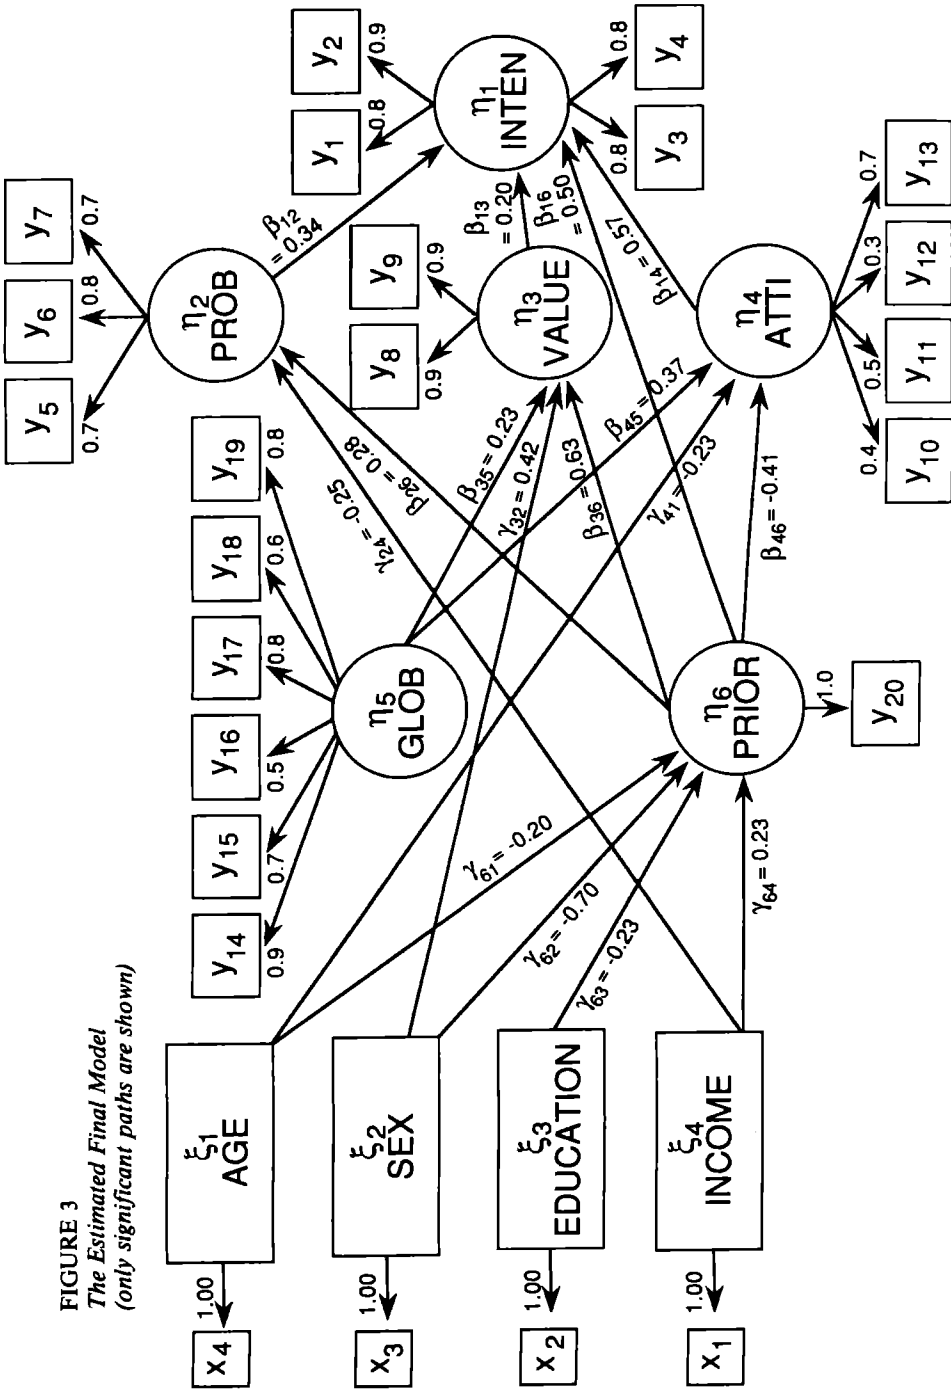 FIGURE 3
The Estimated Final Model
(only significant paths are shown)
x4
1.00
ξ1
AGE
x3
1.00
ξ2
SEX
x2
1.00
ξ3
EDUCATION
x1
1.00
ξ4
INCOME
y14
0.9
y15
0.7
y16
0.5
y17
0.8
y18
0.6
y19
0.8
η5
GLOB
γ61 = -0.20
γ62 = -0.70
γ63 = -0.23
γ64 = 0.23
η6
PRIOR
1.0
y20
γ24 = -0.25
β26 = 0.28
β35 = 0.23
γ32 = 0.42
β36 = 0.63
β45 = 0.37
γ41 = -0.23
β46 = -0.41
y5
0.7
y6
0.8
y7
0.7
η2
PROB
y8
0.9
y9
0.9
η3
VALUE
η4
ATTI
y10
0.4
y11
0.5
y12
0.3
y13
0.7
β12
= 0.34
β13
= 0.20
β16
= 0.50
β14 = 0.57
y1
0.8
y2
0.9
η1
INTEN
y3
0.8
y4
0.8